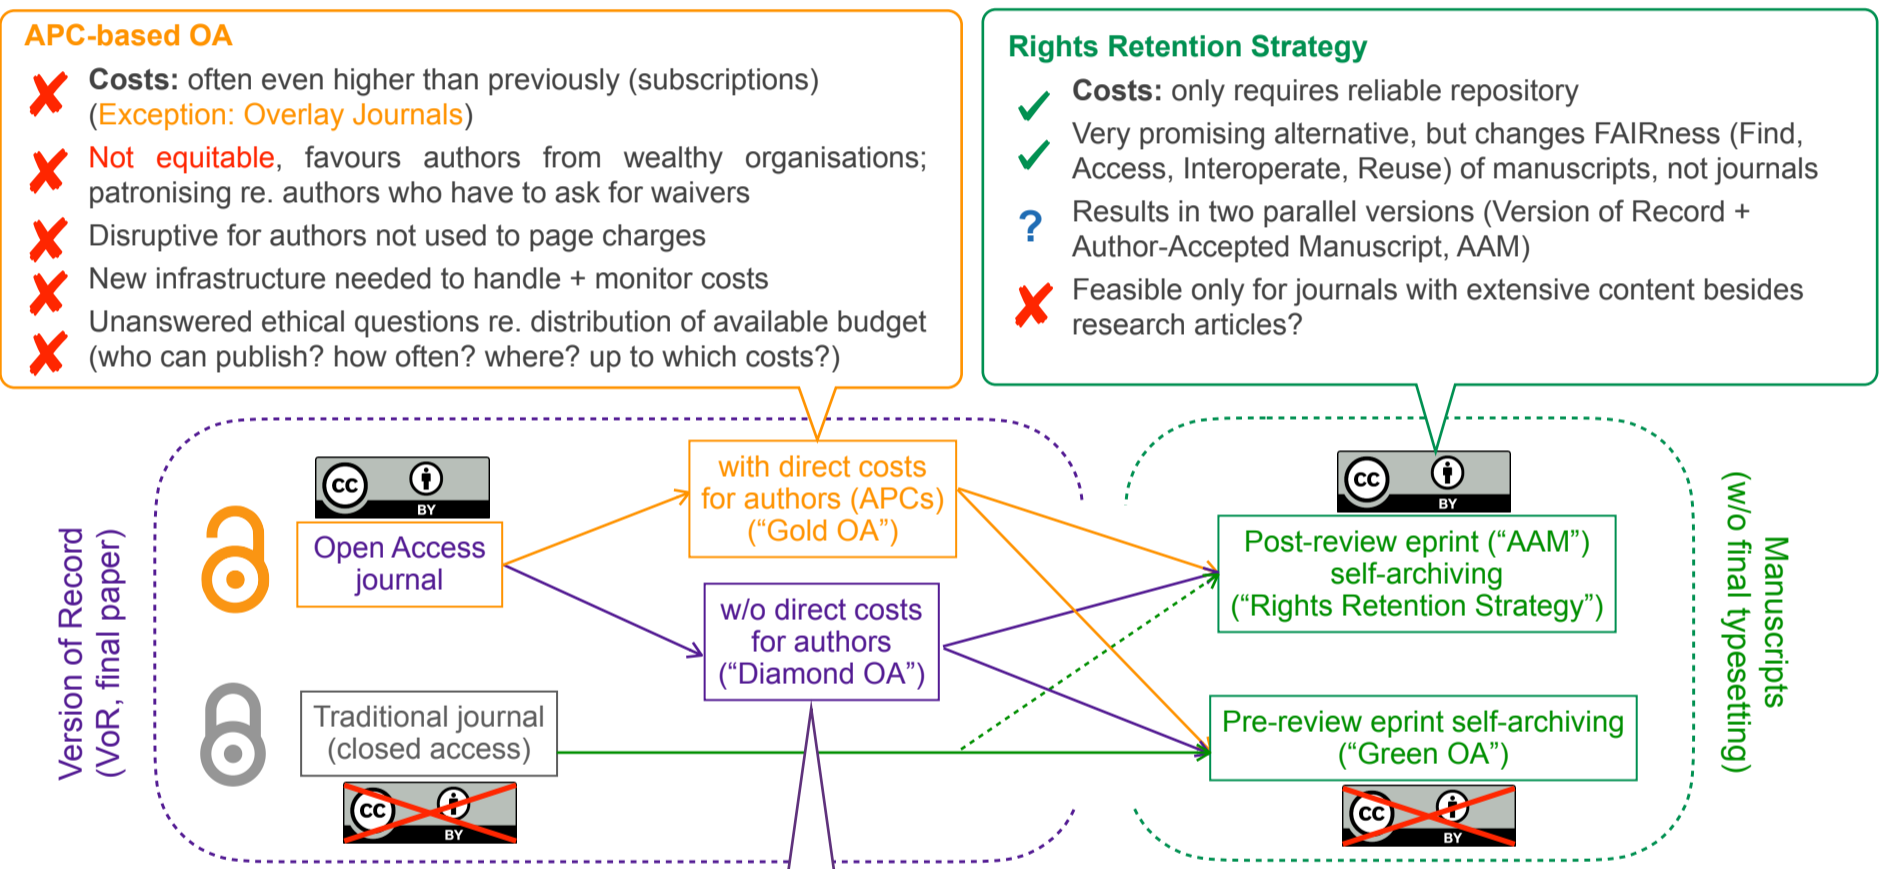 APC-based OA
Costs: often even higher than previously (subscriptions)
(Exception: Overlay Journals)
Not equitable, favours authors from wealthy organisations;
patronising re. authors who have to ask for waivers
Disruptive for authors not used to page charges
New infrastructure needed to handle + monitor costs
Unanswered ethical questions re. distribution of available budget
(who can publish? how often? where? up to which costs?)
Rights Retention Strategy
Costs: only requires reliable repository
Very promising alternative, but changes FAIRness (Find,
Access, Interoperate, Reuse) of manuscripts, not journals
?
Results in two parallel versions (Version of Record +
Author-Accepted Manuscript, AAM)
Feasible only for journals with extensive content besides
research articles?
Version of Record
(VoR, final paper)
cc
BY
Open Access
journal
with direct costs
for authors (APCs)
(“Gold OA”)
w/o direct costs
for authors
(“Diamond OA”)
Traditional journal
(closed access)
cc
BY
cc
BY
Post-review eprint (“AAM”)
self-archiving
(“Rights Retention Strategy”)
Pre-review eprint self-archiving
(“Green OA”)
cc
BY
Manuscripts
(w/o final typesetting)